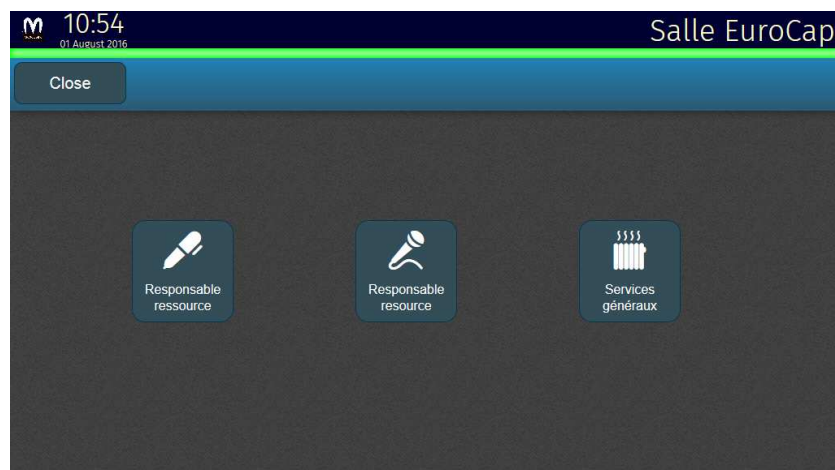 10:54
01 August 2016
Salle EuroCap
Close
Responsable
ressource
Responsable
resource
Services
généraux